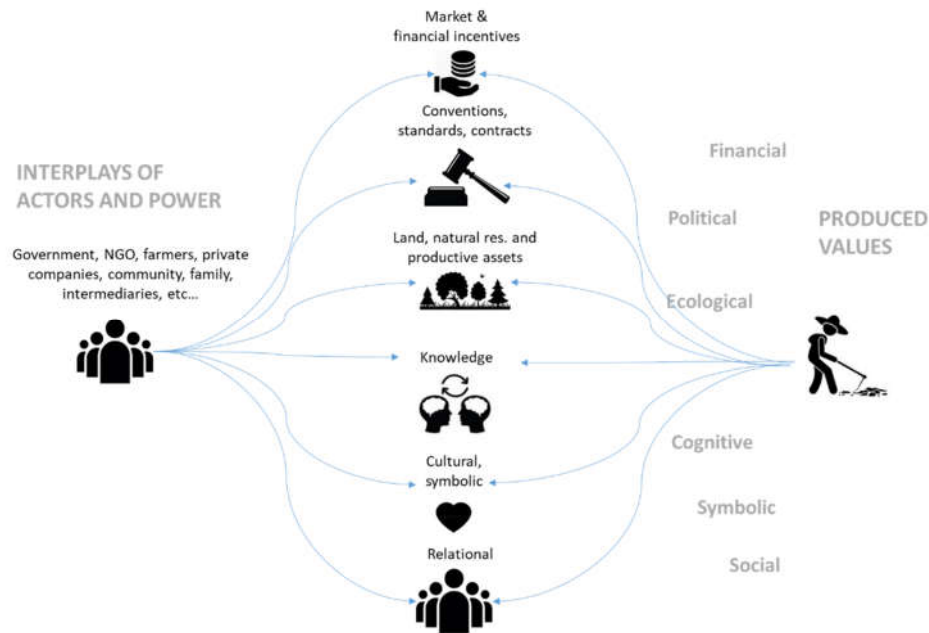 Market &
financial incentives
Conventions,
standards, contracts
Financial
INTERPLAYS OF
ACTORS AND POWER
Political
PRODUCED
VALUES
Land, natural res. and
productive assets
Government, NGO, farmers, private
companies, community, family,
intermediaries, etc...
Ecological
Knowledge
Cognitive
Cultural,
symbolic
Symbolic
Relational
Social